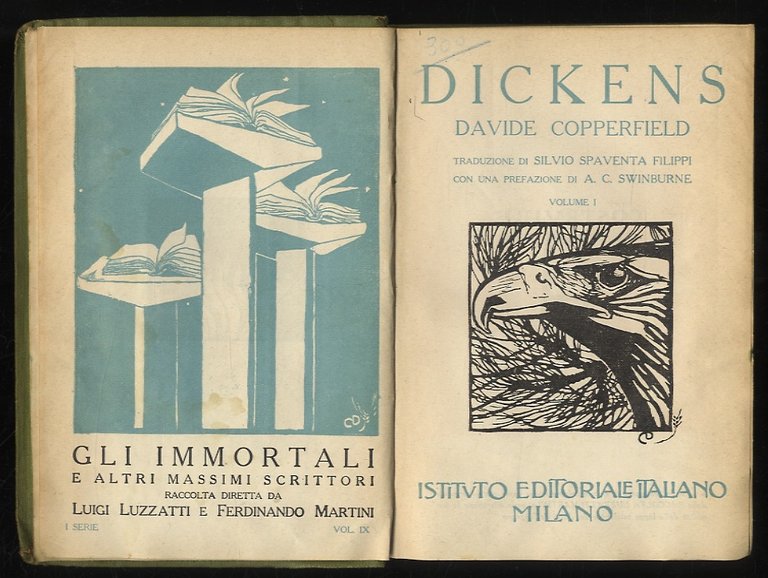 GLI IMMORTALI
E ALTRI MASSIMI SCRITTORI
RACCOLTA DIRETTA DA
LUIGI LUZZATTI E FERDINANDO MARTINI
I SERIE VOL. IX
DICKENS
DAVIDE COPPERFIELD
TRADUZIONE DI SILVIO SPAVENTA FILIPPI
CON UNA PREFAZIONE DI A. C. SWINBURNE
VOLUME I
ISTITVTO EDITORIALE ITALIANO
MILANO